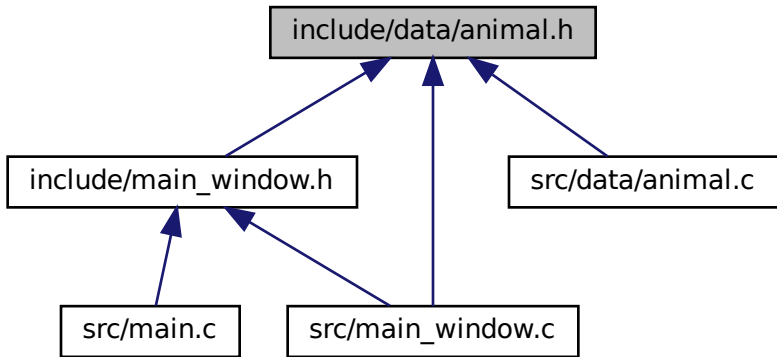 include/data/animal.h
include/main_window.h
src/data/animal.c
src/main.c
src/main_window.c